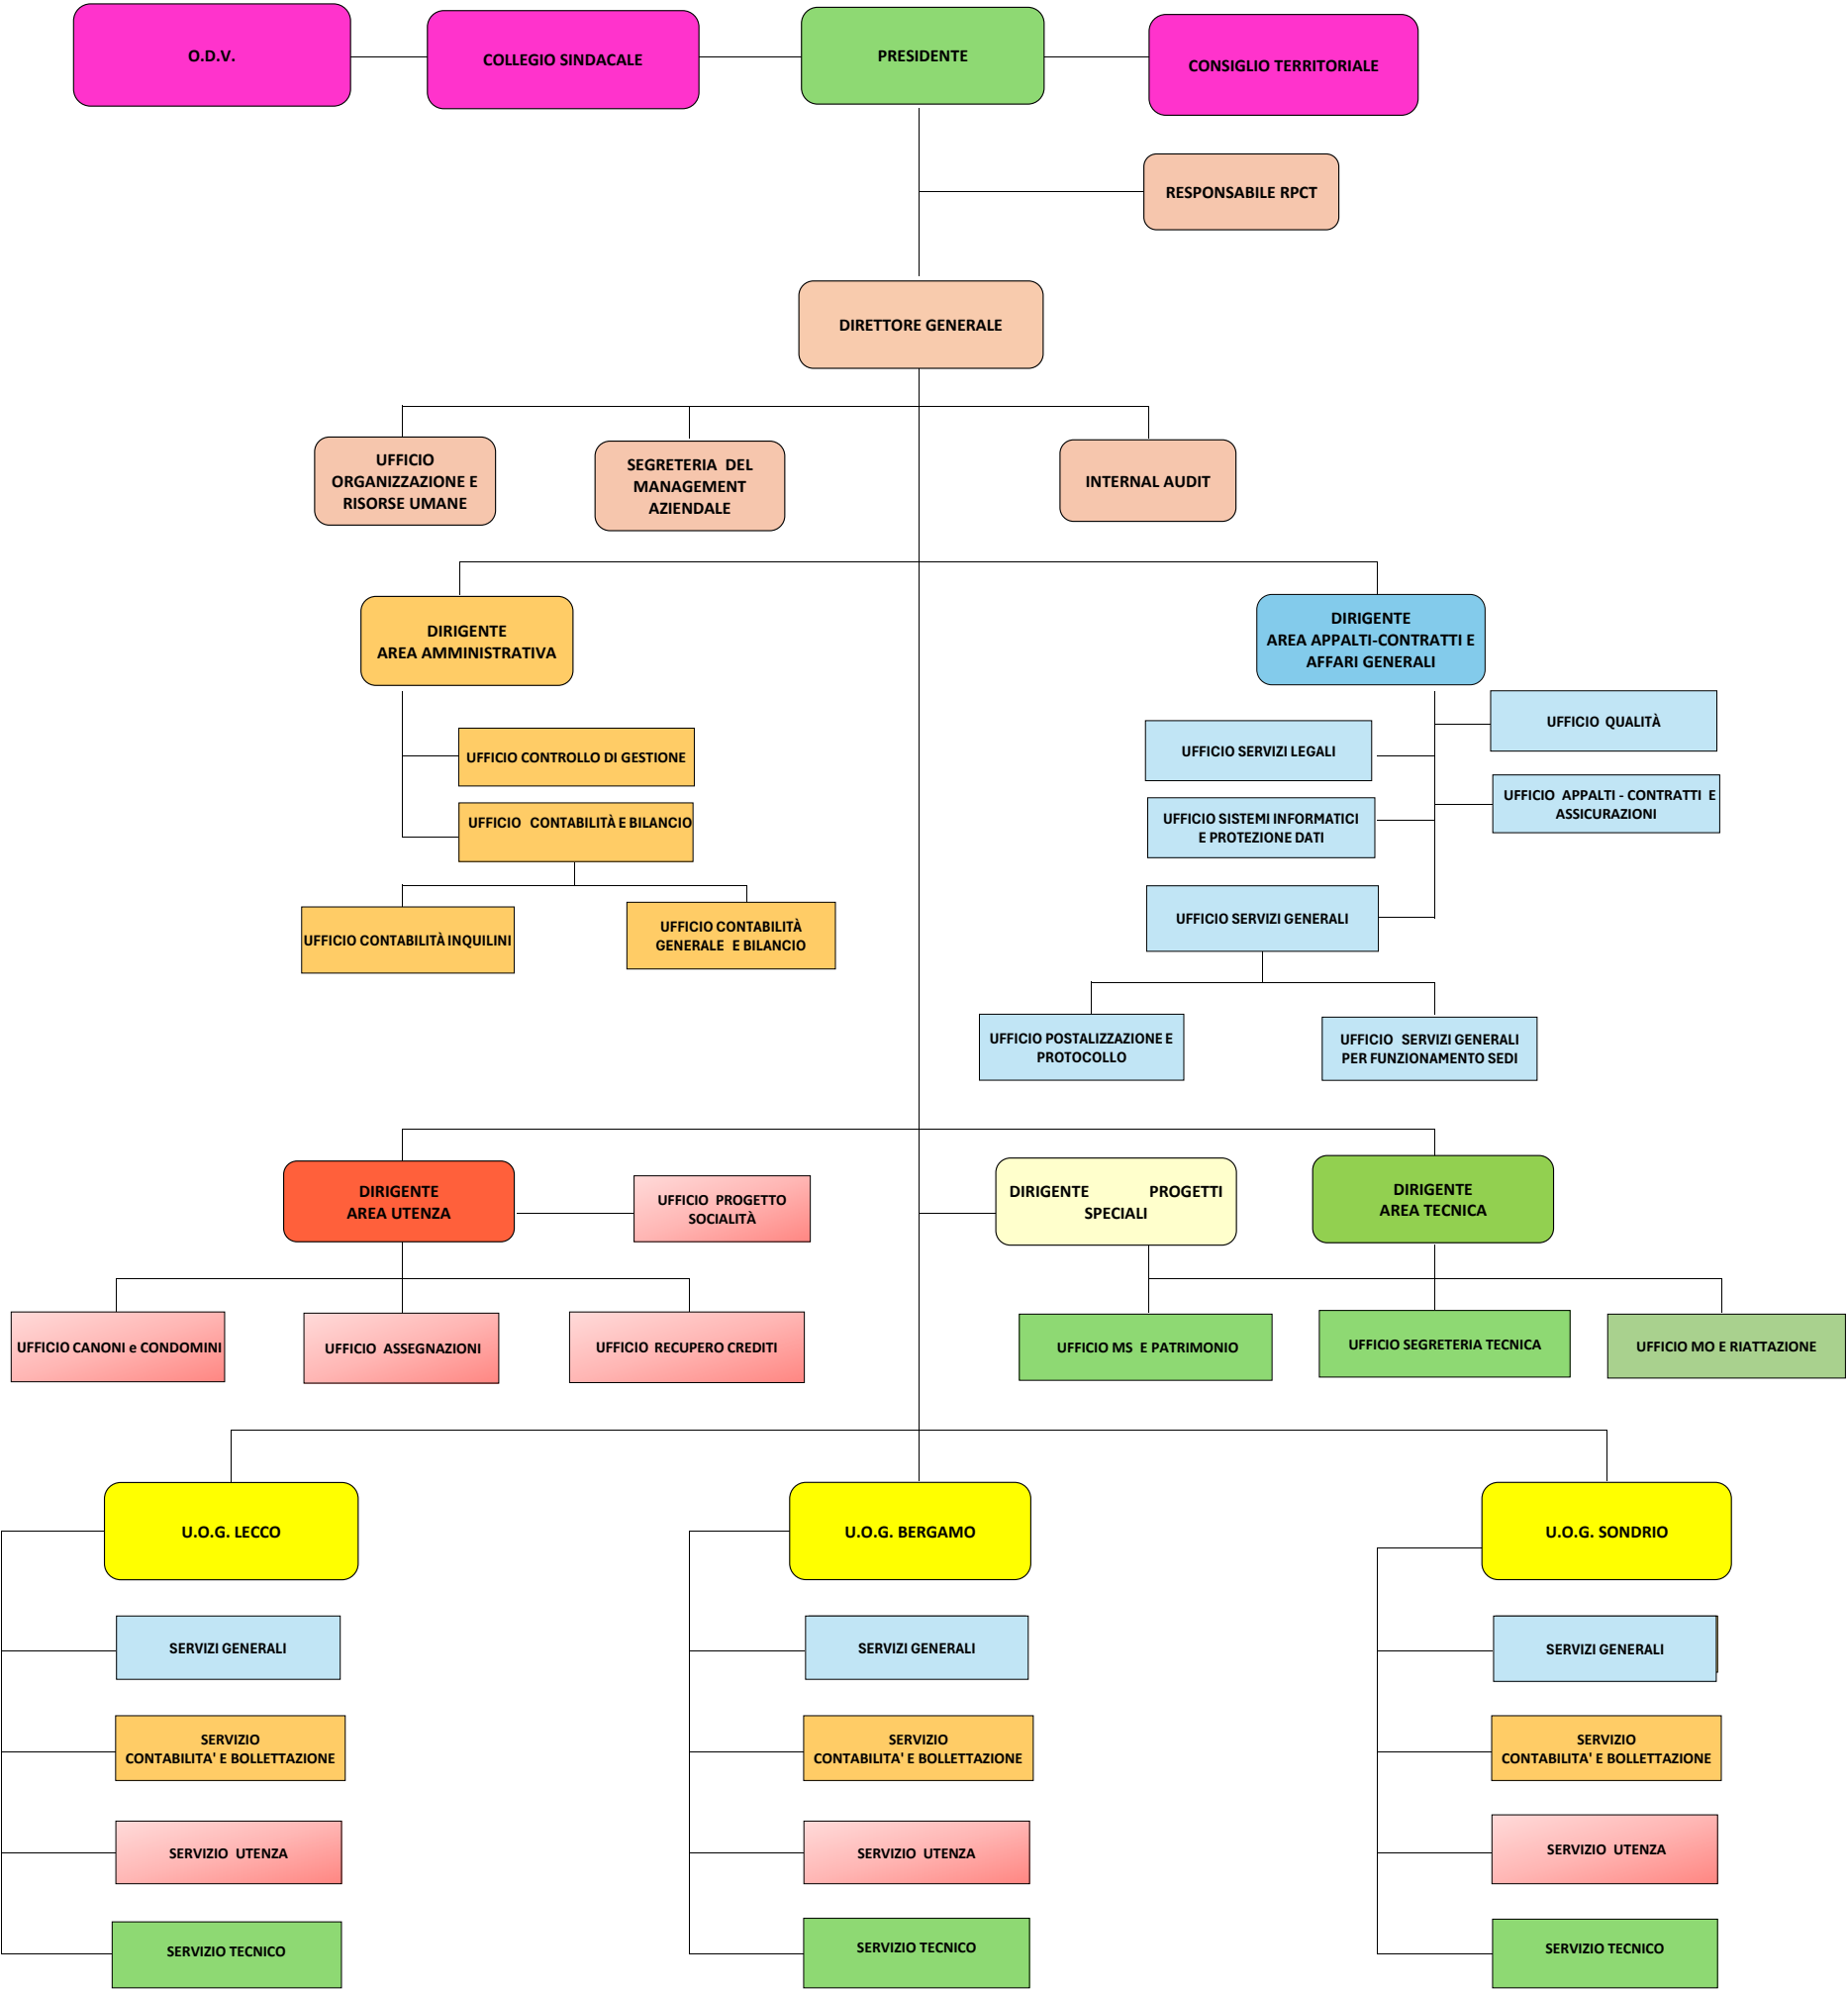 O.D.V.
COLLEGIO SINDACALE
PRESIDENTE
CONSIGLIO TERRITORIALE
RESPONSABILE RPCT
DIRETTORE GENERALE
UFFICIO
ORGANIZZAZIONE E
RISORSE UMANE
SEGRETERIA DEL
MANAGEMENT
AZIENDALE
INTERNAL AUDIT
DIRIGENTE
AREA AMMINISTRATIVA
DIRIGENTE
AREA APPALTI-CONTRATTI E
AFFARI GENERALI
UFFICIO CONTROLLO DI GESTIONE
UFFICIO CONTABILITÀ E BILANCIO
UFFICIO CONTABILITÀ INQUILINI
UFFICIO CONTABILITÀ
GENERALE E BILANCIO
UFFICIO QUALITÀ
UFFICIO SERVIZI LEGALI
UFFICIO APPALTI - CONTRATTI E
ASSICURAZIONI
UFFICIO SISTEMI INFORMATICI
E PROTEZIONE DATI
UFFICIO SERVIZI GENERALI
UFFICIO POSTALIZZAZIONE E
PROTOCOLLO
UFFICIO SERVIZI GENERALI
PER FUNZIONAMENTO SEDI
DIRIGENTE
AREA UTENZA
UFFICIO PROGETTO
SOCIALITÀ
DIRIGENTE PROGETTI
SPECIALI
DIRIGENTE
AREA TECNICA
UFFICIO CANONI e CONDOMINI
UFFICIO ASSEGNAZIONI
UFFICIO RECUPERO CREDITI
UFFICIO MS E PATRIMONIO
UFFICIO SEGRETERIA TECNICA
UFFICIO MO E RIATTAZIONE
U.O.G. LECCO
U.O.G. BERGAMO
U.O.G. SONDRIO
SERVIZI GENERALI
SERVIZI GENERALI
SERVIZI GENERALI
SERVIZIO
CONTABILITA' E BOLLETTAZIONE
SERVIZIO
CONTABILITA' E BOLLETTAZIONE
SERVIZIO
CONTABILITA' E BOLLETTAZIONE
SERVIZIO UTENZA
SERVIZIO UTENZA
SERVIZIO UTENZA
SERVIZIO TECNICO
SERVIZIO TECNICO
SERVIZIO TECNICO